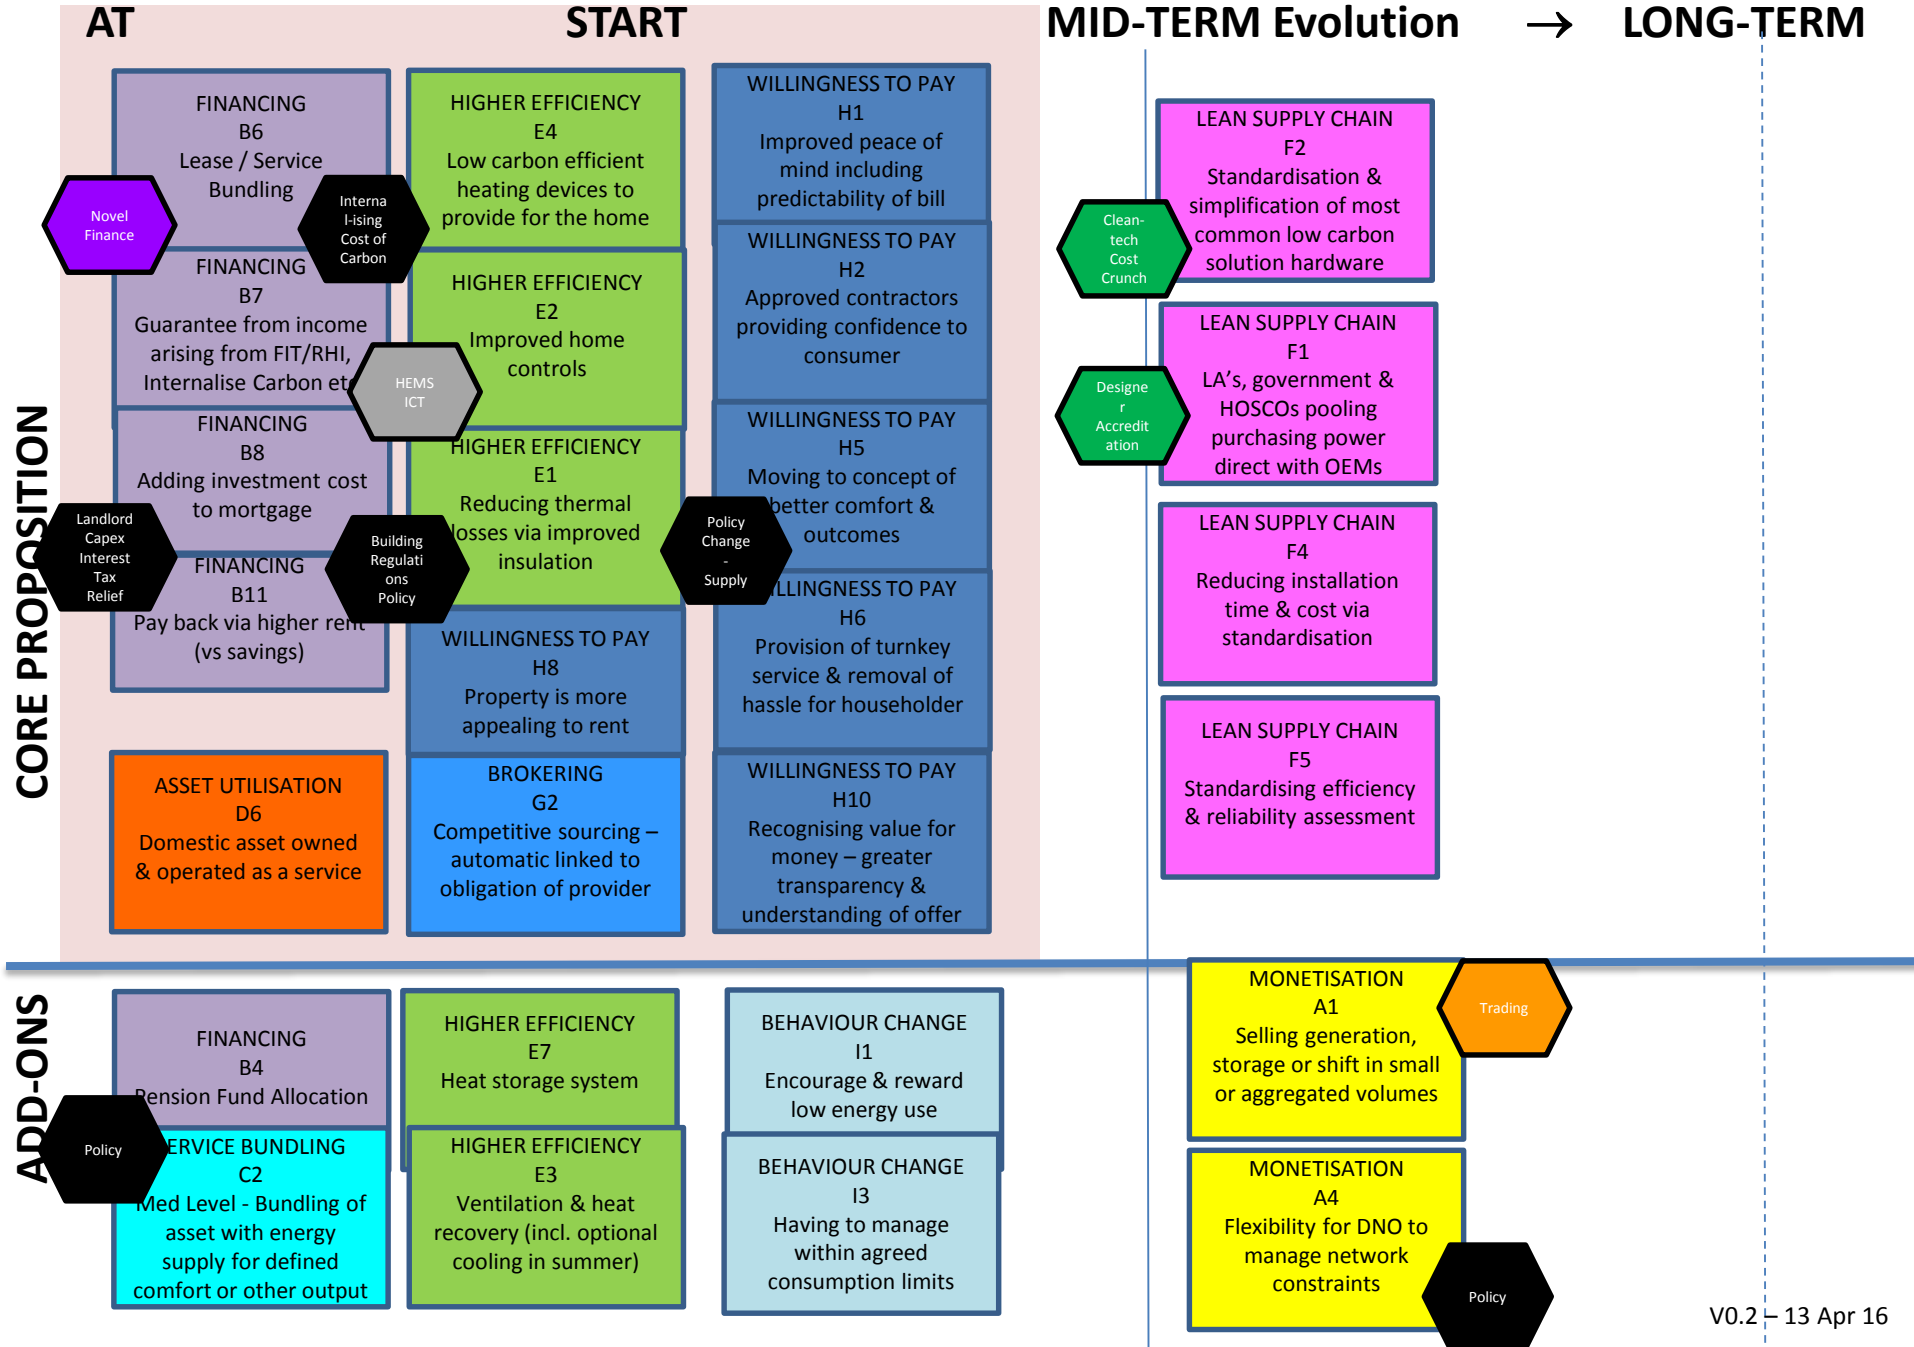 AT START MID-TERM Evolution → LONG-TERM
CORE PROPOSITION
FINANCING
B6
Lease / Service
Bundling
Novel
Finance
Interna
l-ising
Cost of
Carbon
FINANCING
B7
Guarantee from income
arising from FIT/RHI,
Internalise Carbon etc
HEMS
ICT
FINANCING
B8
Adding investment cost
to mortgage
Landlord
Capex
Interest
Tax
Relief
Building
Regulati
ons
Policy
FINANCING
B11
Pay back via higher rent
(vs savings)
ASSET UTILISATION
D6
Domestic asset owned
& operated as a service
HIGHER EFFICIENCY
E4
Low carbon efficient
heating devices to
provide for the home
HIGHER EFFICIENCY
E2
Improved home
controls
HIGHER EFFICIENCY
E1
Reducing thermal
losses via improved
insulation
Policy
Change
-
Supply
WILLINGNESS TO PAY
H8
Property is more
appealing to rent
BROKERING
G2
Competitive sourcing –
automatic linked to
obligation of provider
WILLINGNESS TO PAY
H1
Improved peace of
mind including
predictability of bill
WILLINGNESS TO PAY
H2
Approved contractors
providing confidence to
consumer
WILLINGNESS TO PAY
H5
Moving to concept of
better comfort &
outcomes
WILLINGNESS TO PAY
H6
Provision of turnkey
service & removal of
hassle for householder
WILLINGNESS TO PAY
H10
Recognising value for
money – greater
transparency &
understanding of offer
Clean-
tech
Cost
Crunch
LEAN SUPPLY CHAIN
F2
Standardisation &
simplification of most
common low carbon
solution hardware
Designe
r
Accredit
ation
LEAN SUPPLY CHAIN
F1
LA's, government &
HOSCOs pooling
purchasing power
direct with OEMs
LEAN SUPPLY CHAIN
F4
Reducing installation
time & cost via
standardisation
LEAN SUPPLY CHAIN
F5
Standardising efficiency
& reliability assessment
ADD-ONS
FINANCING
B4
Pension Fund Allocation
Policy
SERVICE BUNDLING
C2
Med Level - Bundling of
asset with energy
supply for defined
comfort or other output
HIGHER EFFICIENCY
E7
Heat storage system
HIGHER EFFICIENCY
E3
Ventilation & heat
recovery (incl. optional
cooling in summer)
BEHAVIOUR CHANGE
I1
Encourage & reward
low energy use
BEHAVIOUR CHANGE
I3
Having to manage
within agreed
consumption limits
MONETISATION
A1
Selling generation,
storage or shift in small
or aggregated volumes
Trading
MONETISATION
A4
Flexibility for DNO to
manage network
constraints
Policy
V0.2 – 13 Apr 16